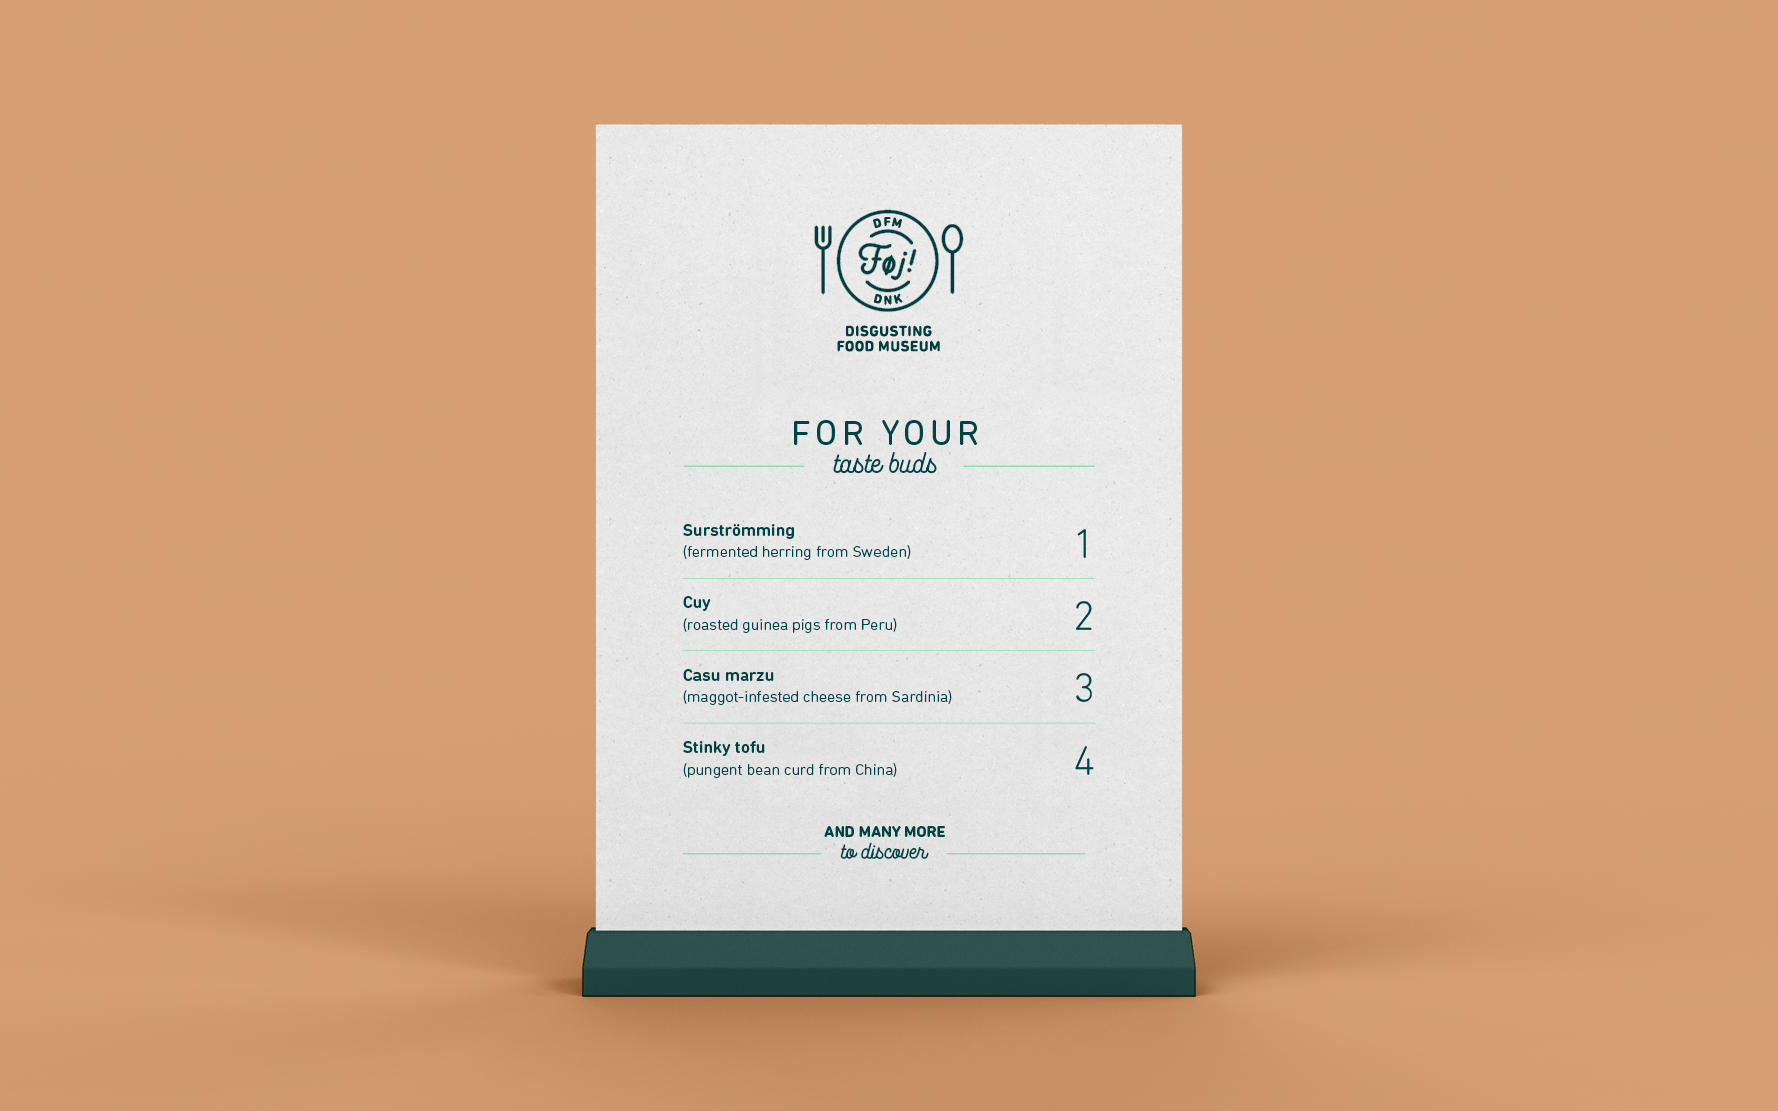 DFM
Føj!
DNK
DISGUSTING
FOOD MUSEUM
FOR YOUR
taste buds
Surströmming
(fermented herring from Sweden)
1
Cuy
(roasted guinea pigs from Peru)
2
Casu marzu
(maggot-infested cheese from Sardinia)
3
Stinky tofu
(pungent bean curd from China)
4
AND MANY MORE
to discover